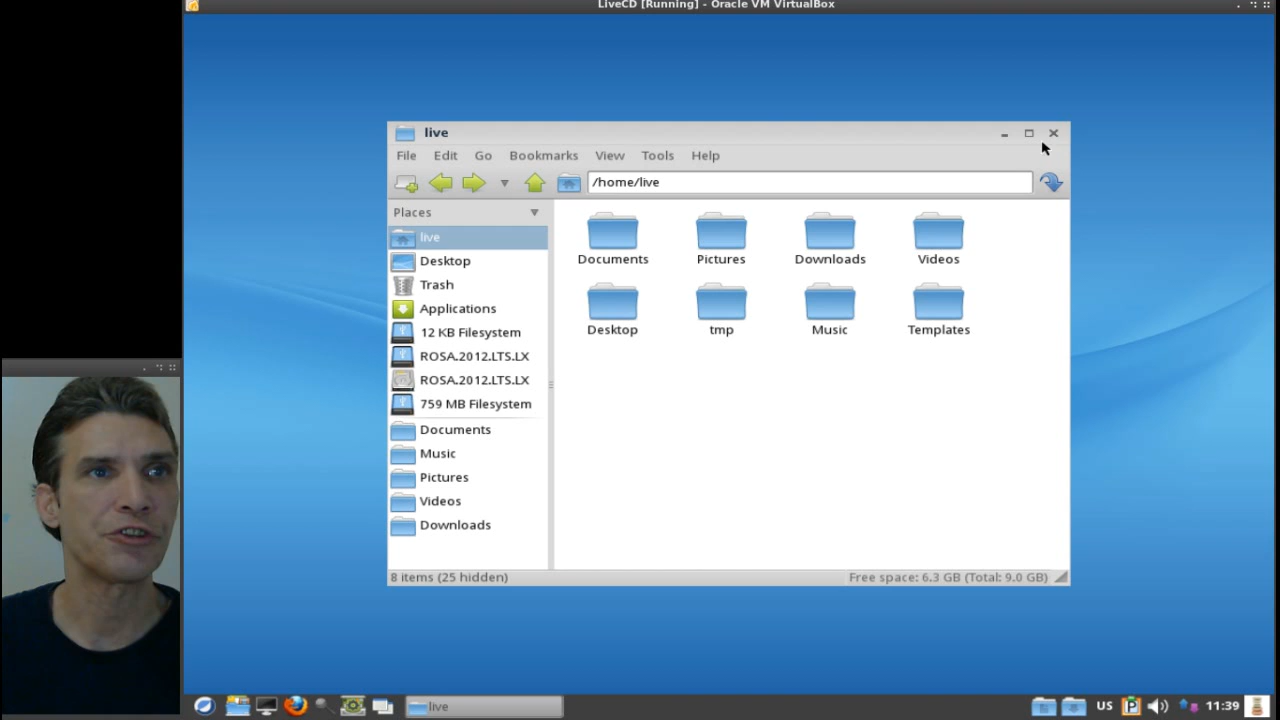 LiveCD [Running] - Oracle VM VirtualBox
live
File Edit Go Bookmarks View Tools Help
/home/live
Places
live
Desktop
Trash
Applications
12 KB Filesystem
ROSA.2012.LTS.LX
ROSA.2012.LTS.LX
759 MB Filesystem
Documents
Music
Pictures
Videos
Downloads
Documents Pictures Downloads Videos
Desktop tmp Music Templates
8 items (25 hidden) Free space: 6.3 GB (Total: 9.0 GB)
live US P 11:39